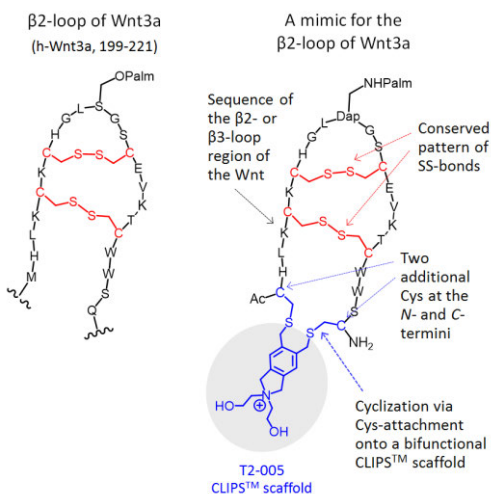 β2-loop of Wnt3a
(h-Wnt3a, 199-221)
OPalm
M H L K C K C H G L S G S C E V K T C W W S Q
S S
S S
A mimic for the
β2-loop of Wnt3a
NHPalm
Ac C H L K C K C H G L Dap G S C E V K T C W W S C NH2
S S
S S
Sequence of
the β2- or
β3-loop
region of
the Wnt
Conserved
pattern of
SS-bonds
Two
additional
Cys at the
N- and C-
termini
S
S
N
+
HO
OH
Cyclization via
Cys-attachment
onto a bifunctional
CLIPS™ scaffold
T2-005
CLIPS™ scaffold